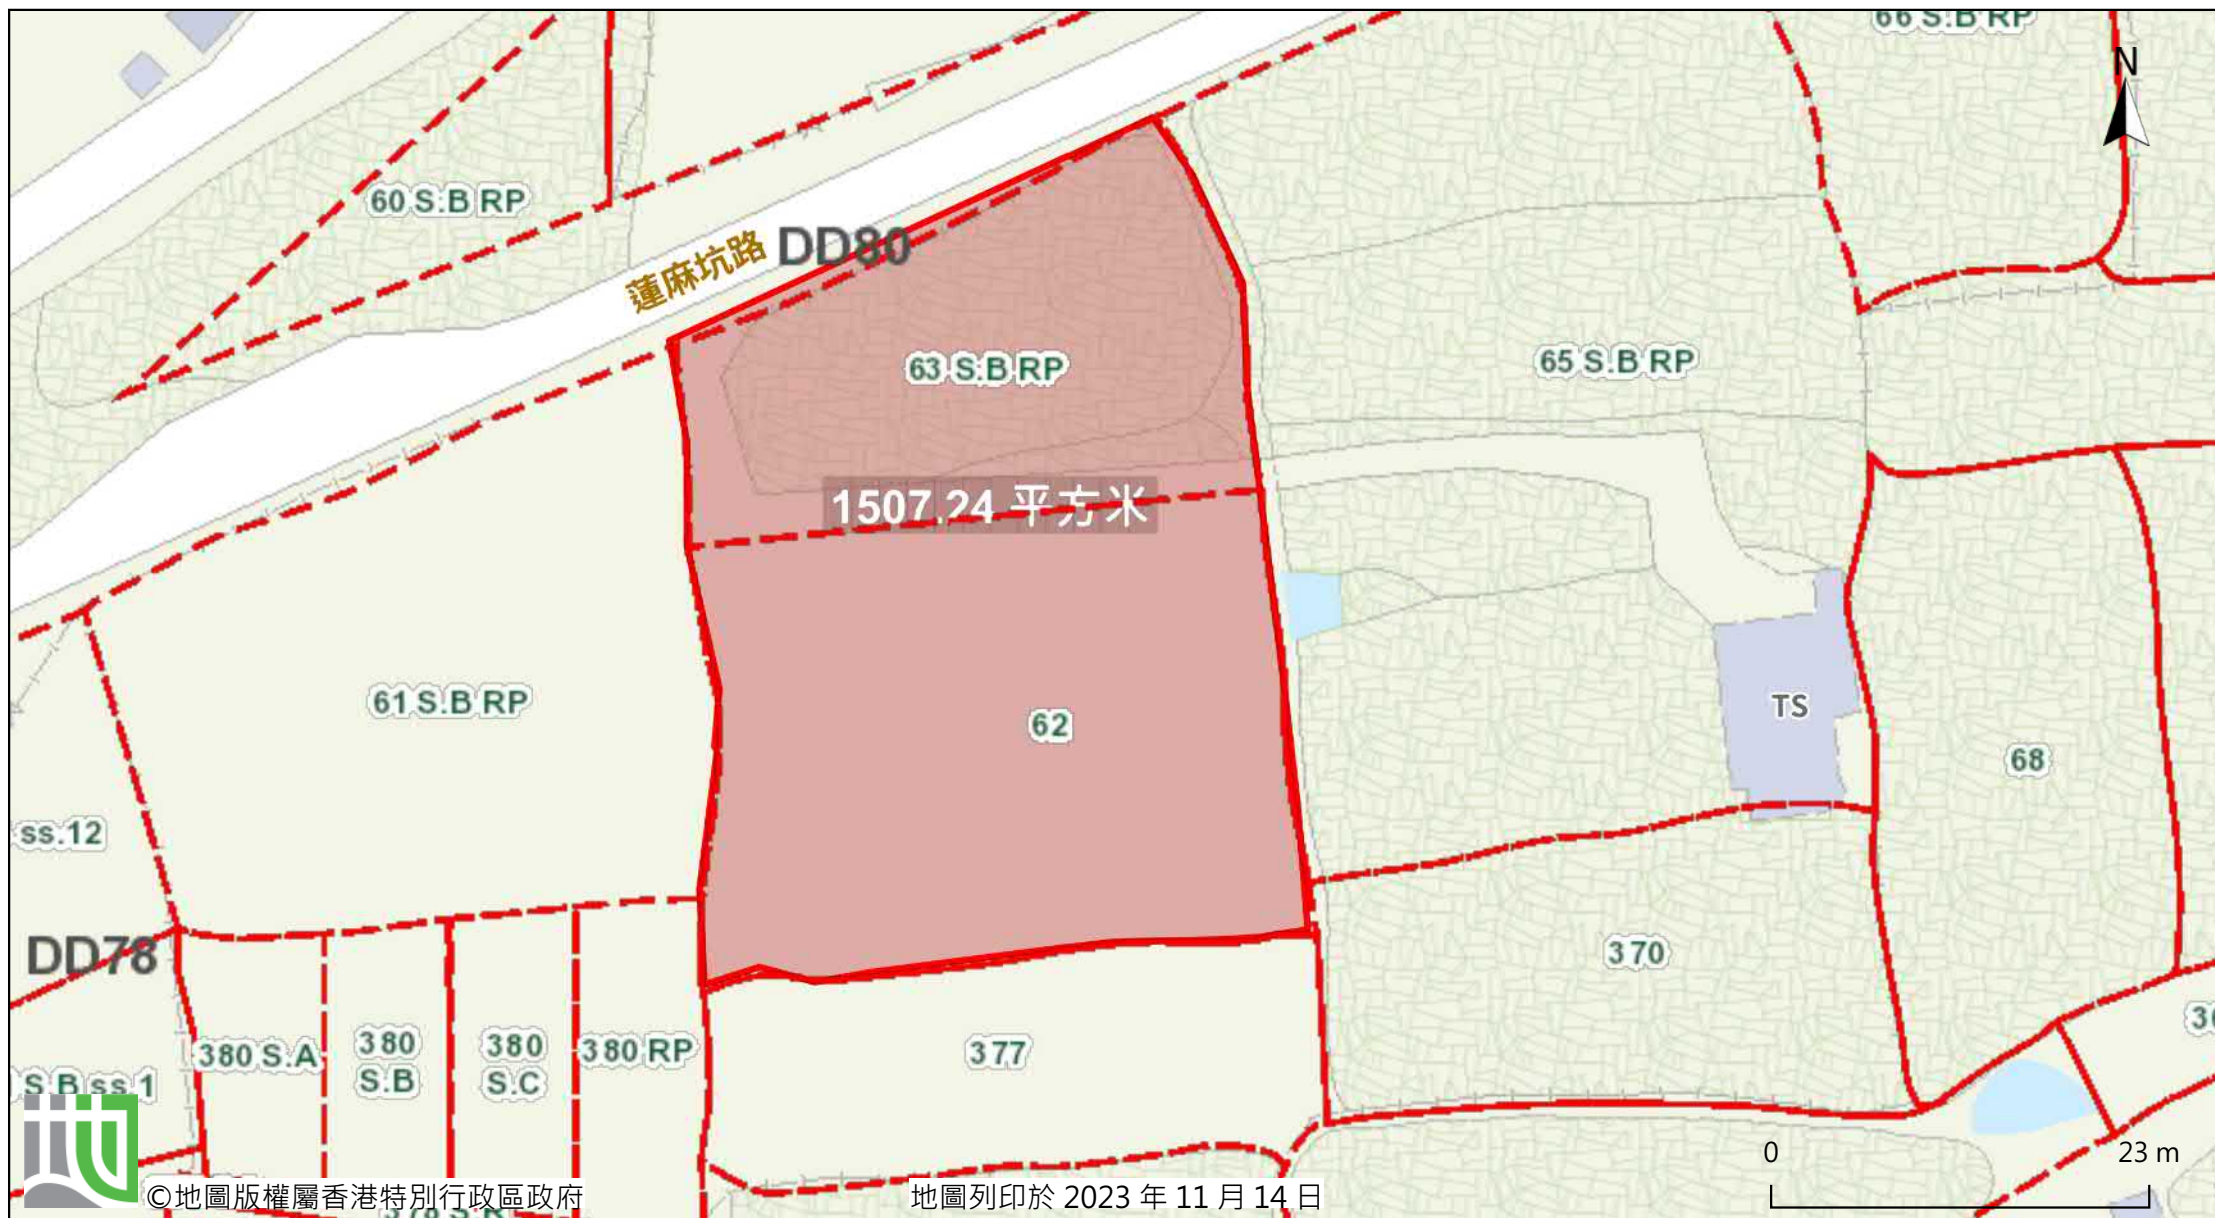 66 S.B RP
N
60 S.B RP
蓮麻坑路
DD80
63 S.B RP
65 S.B RP
1507.24 平方米
61 S.B RP
62
TS
68
ss.12
DD78
370
380 S.A
380
S.B
380
S.C
380 RP
377
S.B ss.1
0
23 m
©地圖版權屬香港特別行政區政府
地圖列印於 2023 年 11 月 14 日